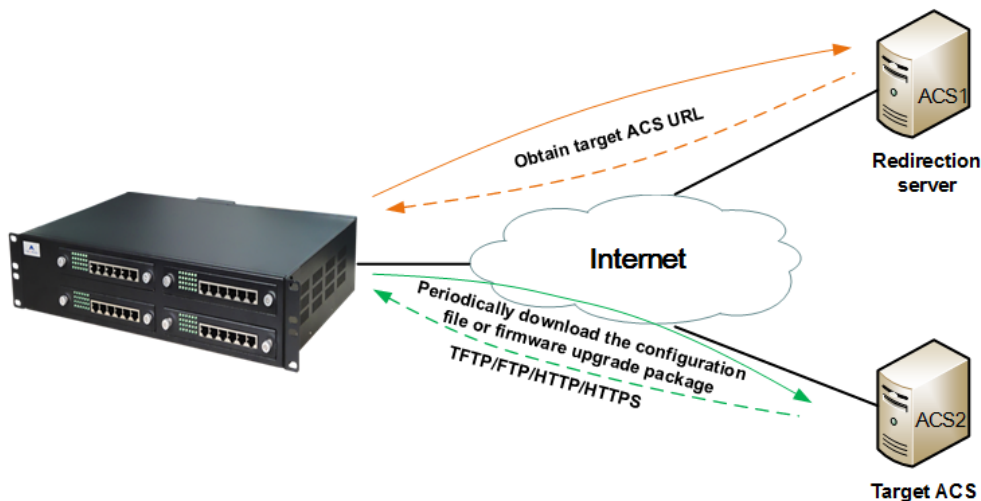 ACS1
Obtain target ACS URL
Redirection
server
Internet
Periodically download the configuration
file or firmware upgrade package
TFTP/FTP/HTTP/HTTPS
ACS2
Target ACS